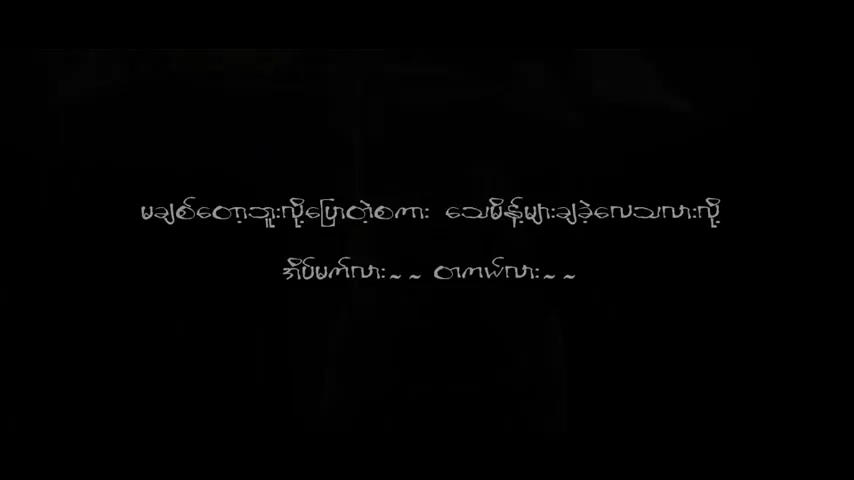 မချစ်တော့ဘူးလို့ပြောတဲ့စကား သေမိန့်များချခဲ့လေသလားလို့
အိပ်မက်လား~~ တကယ်လား~~